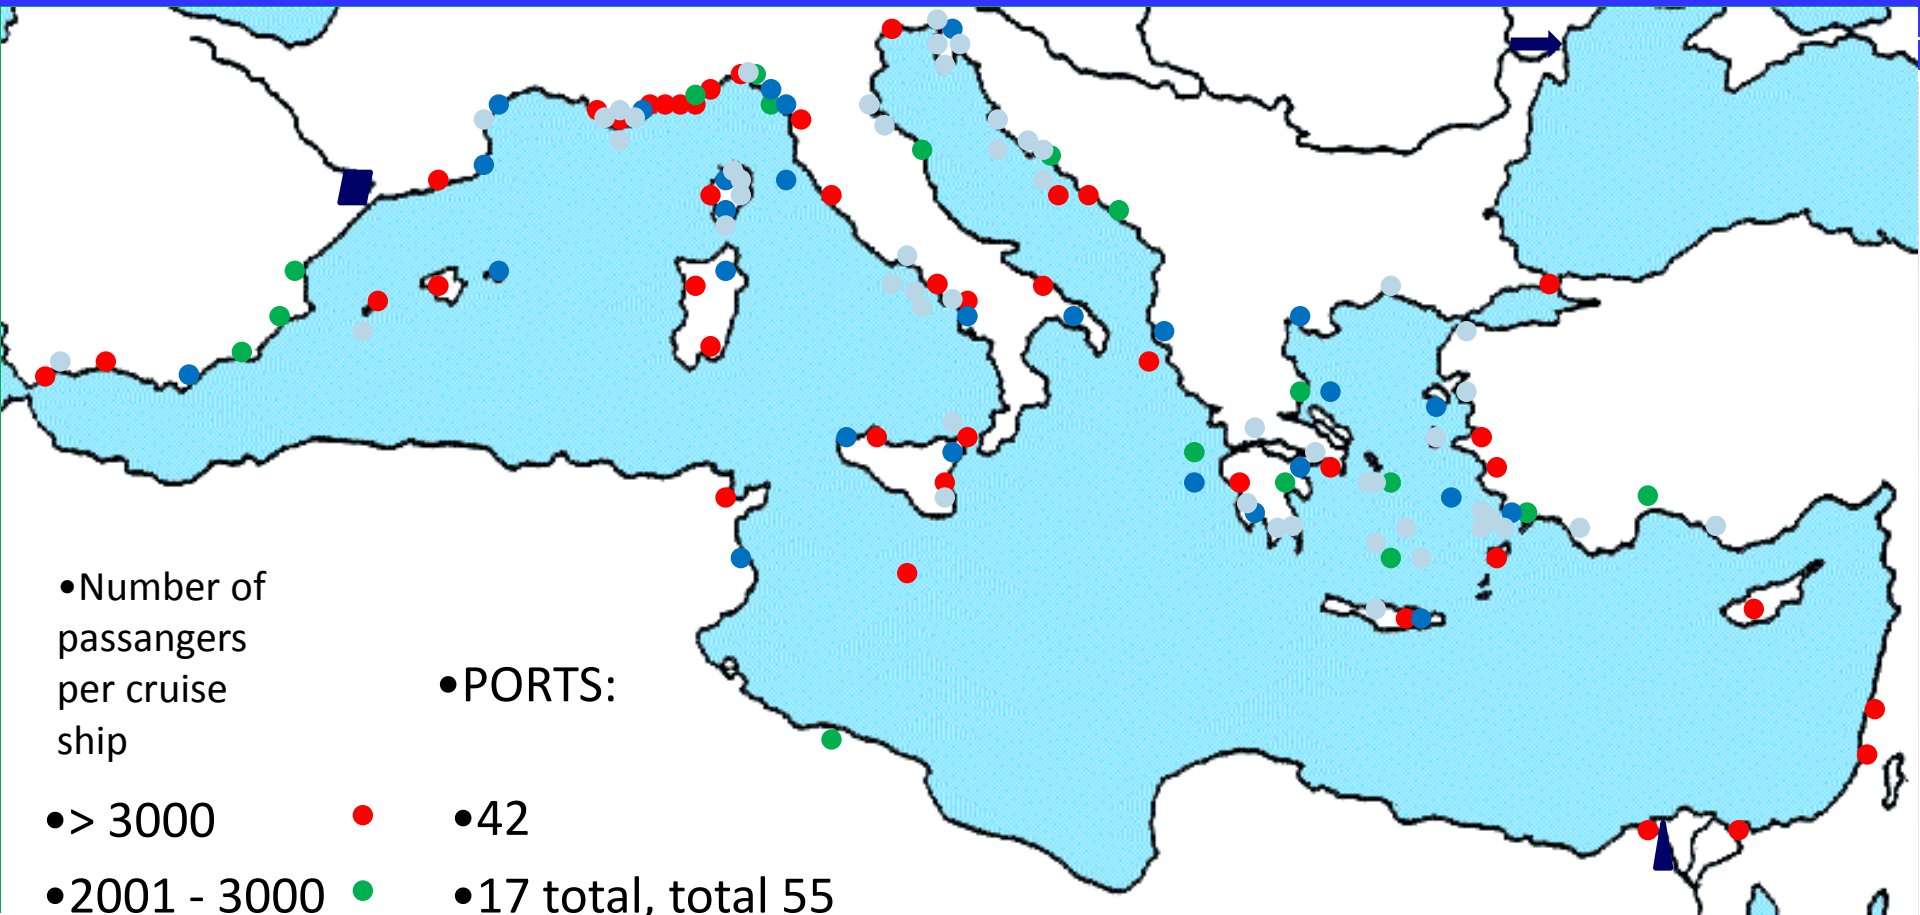 •Number of
passangers
per cruise
ship
•PORTS:
•> 3000
•42
•2001 - 3000
•17 total, total 55